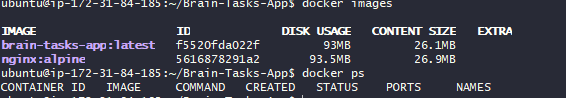 ubuntu@ip-172-31-84-185:~/Brain-Tasks-App$ docker images
IMAGE ID DISK USAGE CONTENT SIZE EXTRA
brain-tasks-app:latest f5520fda022f 93MB 26.1MB
nginx:alpine 5616878291a2 93.5MB 26.9MB
ubuntu@ip-172-31-84-185:~/Brain-Tasks-App$ docker ps
CONTAINER ID IMAGE COMMAND CREATED STATUS PORTS NAMES